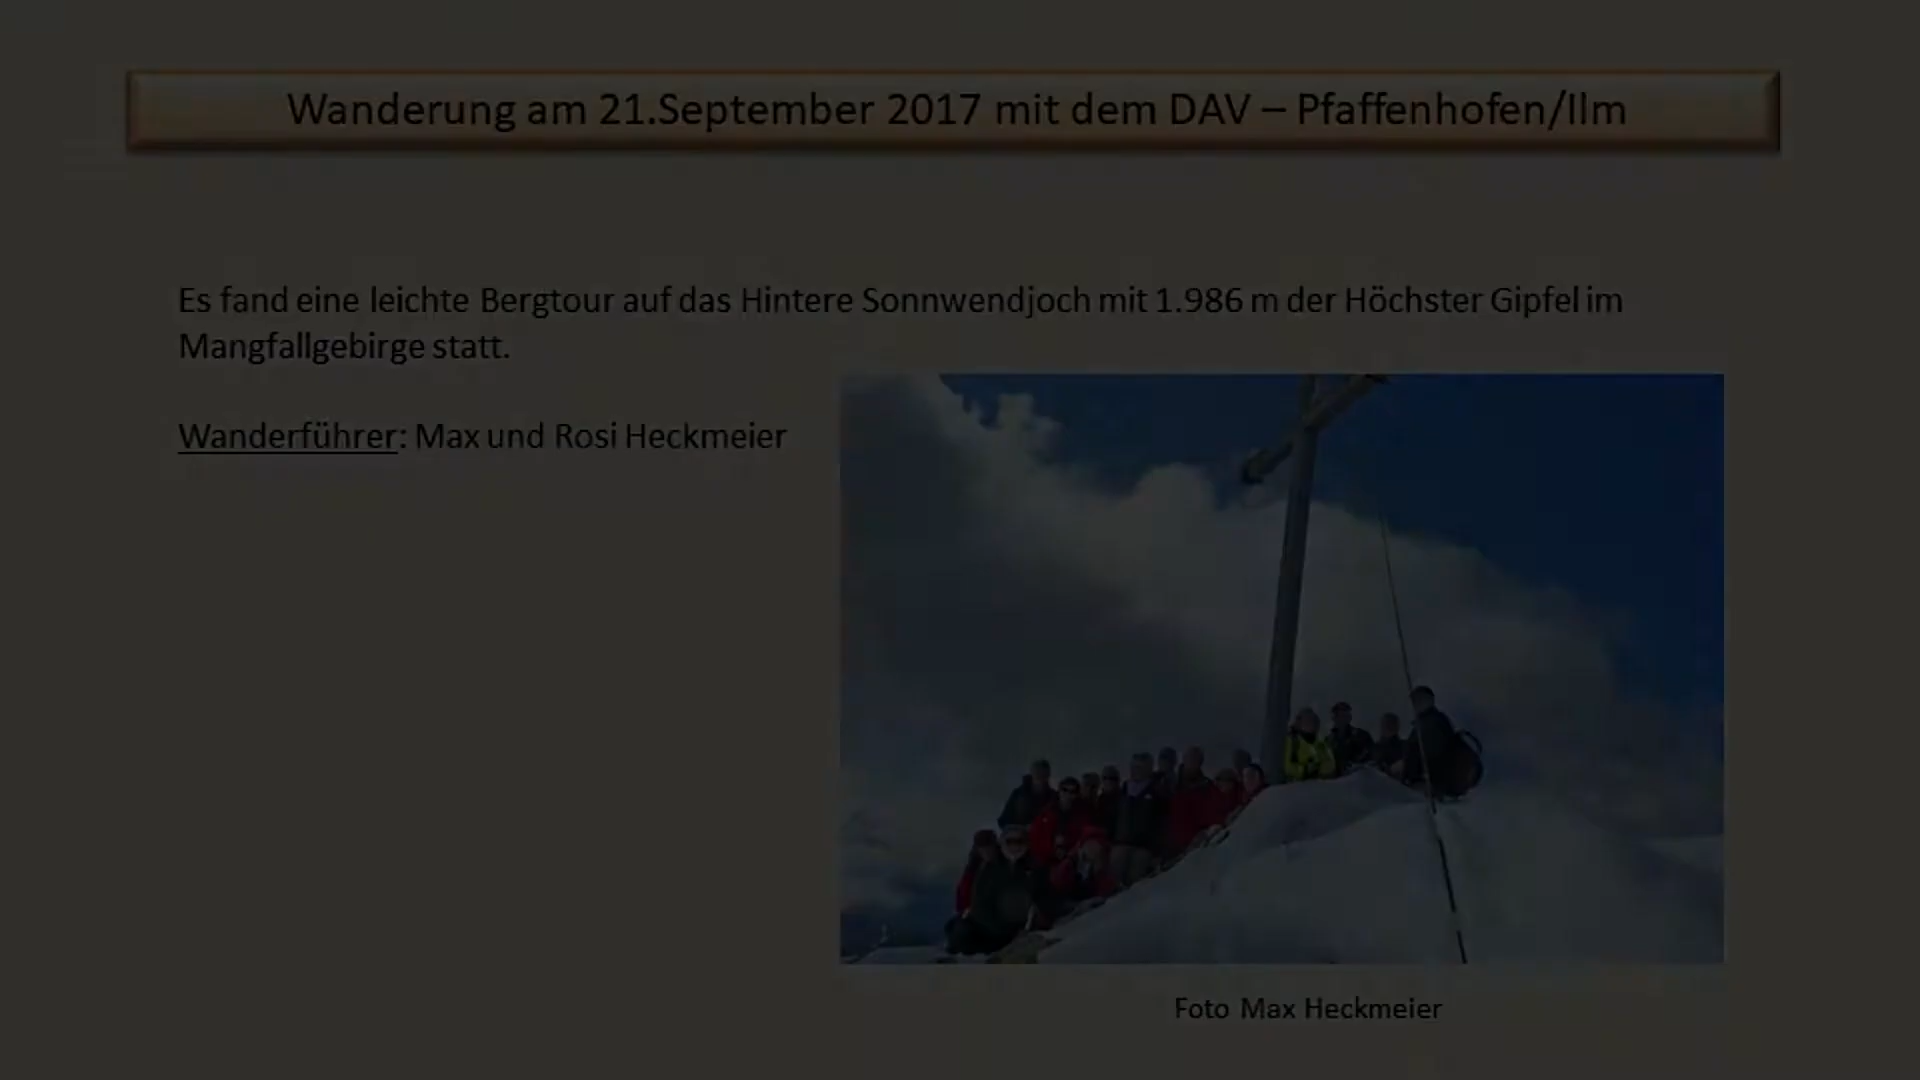 Wanderung am 21.September 2017 mit dem DAV – Pfaffenhofen/Ilm
Es fand eine leichte Bergtour auf das Hintere Sonnwendjoch mit 1.986 m der Höchster Gipfel im
Mangfallgebirge statt.
Wanderführer: Max und Rosi Heckmeier
Foto Max Heckmeier